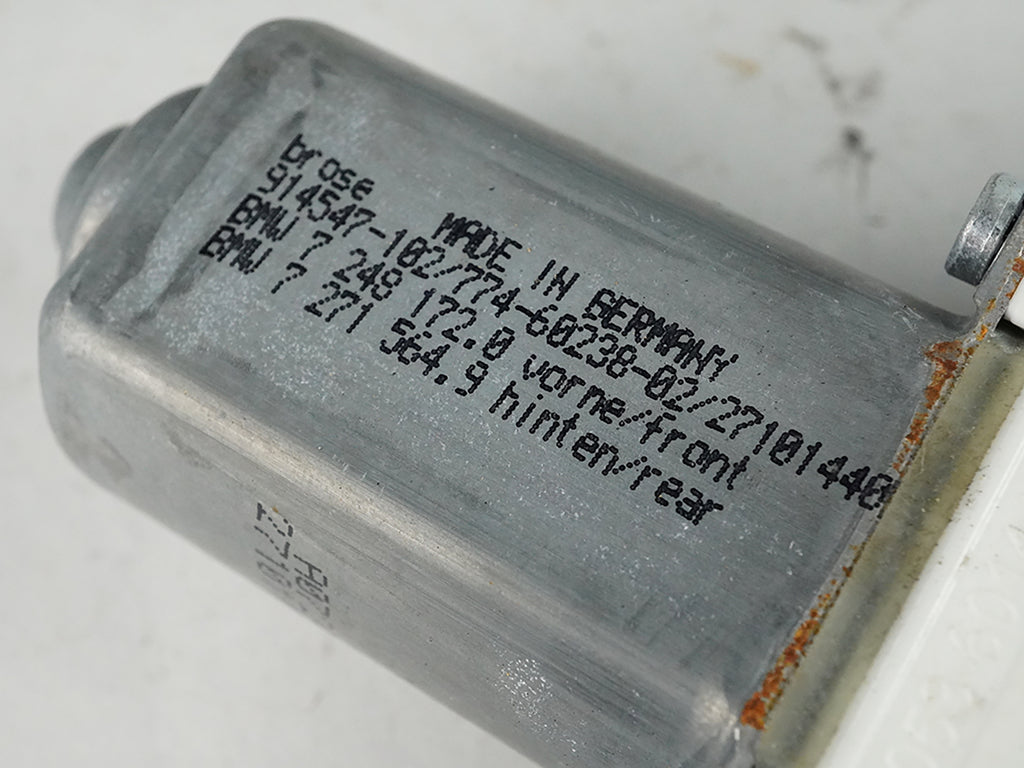 brose MADE IN GERMANY
914547-102/774-60238-02/27101440
BMW 7 248 172.0 vorne/front
BMW 7 271 564.9 hinten/rear